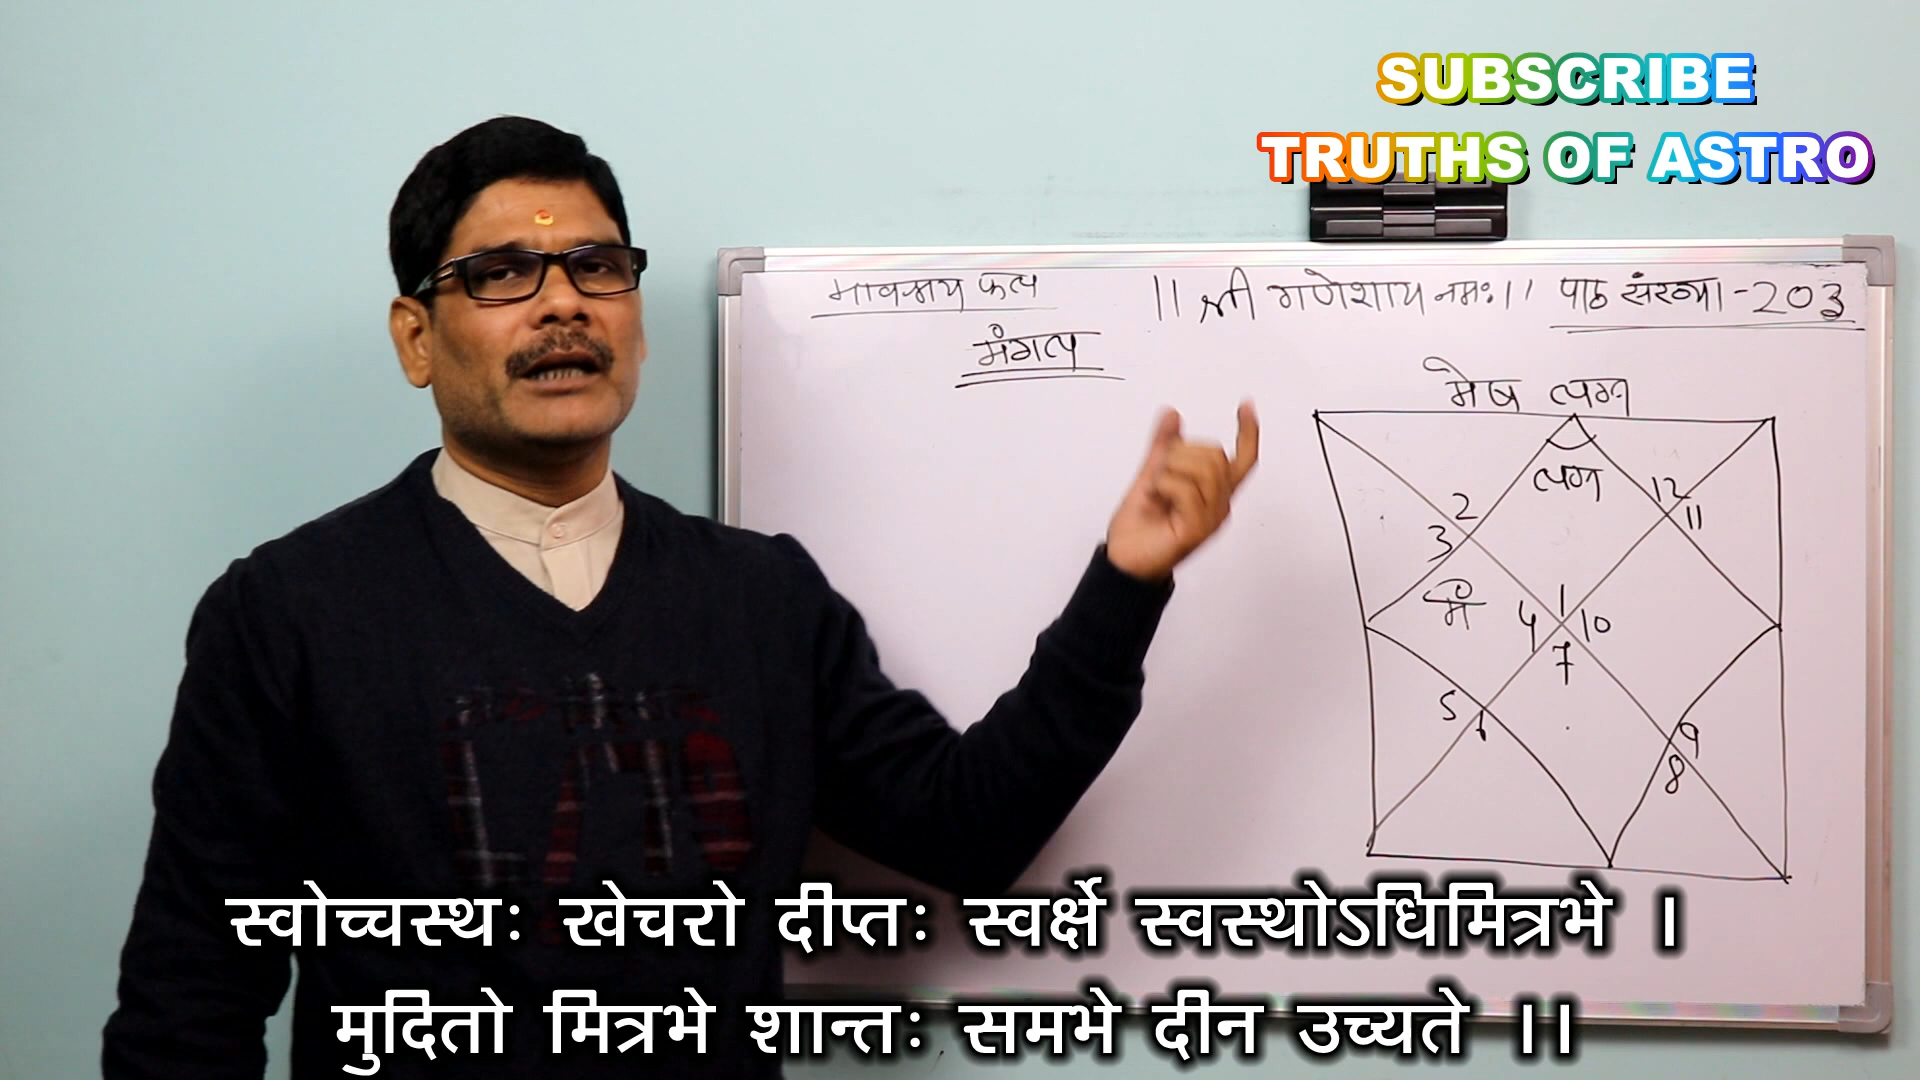 SUBSCRIBE
TRUTHS OF ASTRO
भावमय फल
।। श्री गणेशाय नमः।।
पाठ संख्या-203
मंगल
मेष लग्न
लग्न
2
12
3
11
मं
4
1
10
7
5
6
9
8
स्वोच्चस्थः खेचरो दीप्तः स्वर्क्षे स्वस्थोऽधिमित्रभे ।
मुदितो मित्रभे शान्तः समभे दीन उच्यते ।।